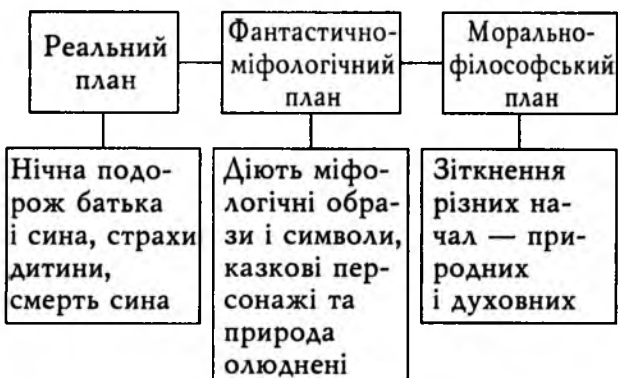 Реальний
план
Фантастично-
міфологічний
план
Морально-
філософський
план
Нічна подо-
рож батька
і сина, страхи
дитини,
смерть сина
Діють міфо-
логічні обра-
зи і символи,
казкові пер-
сонажі та
природа
олюднені
Зіткнення
різних на-
чал — при-
родних
і духовних